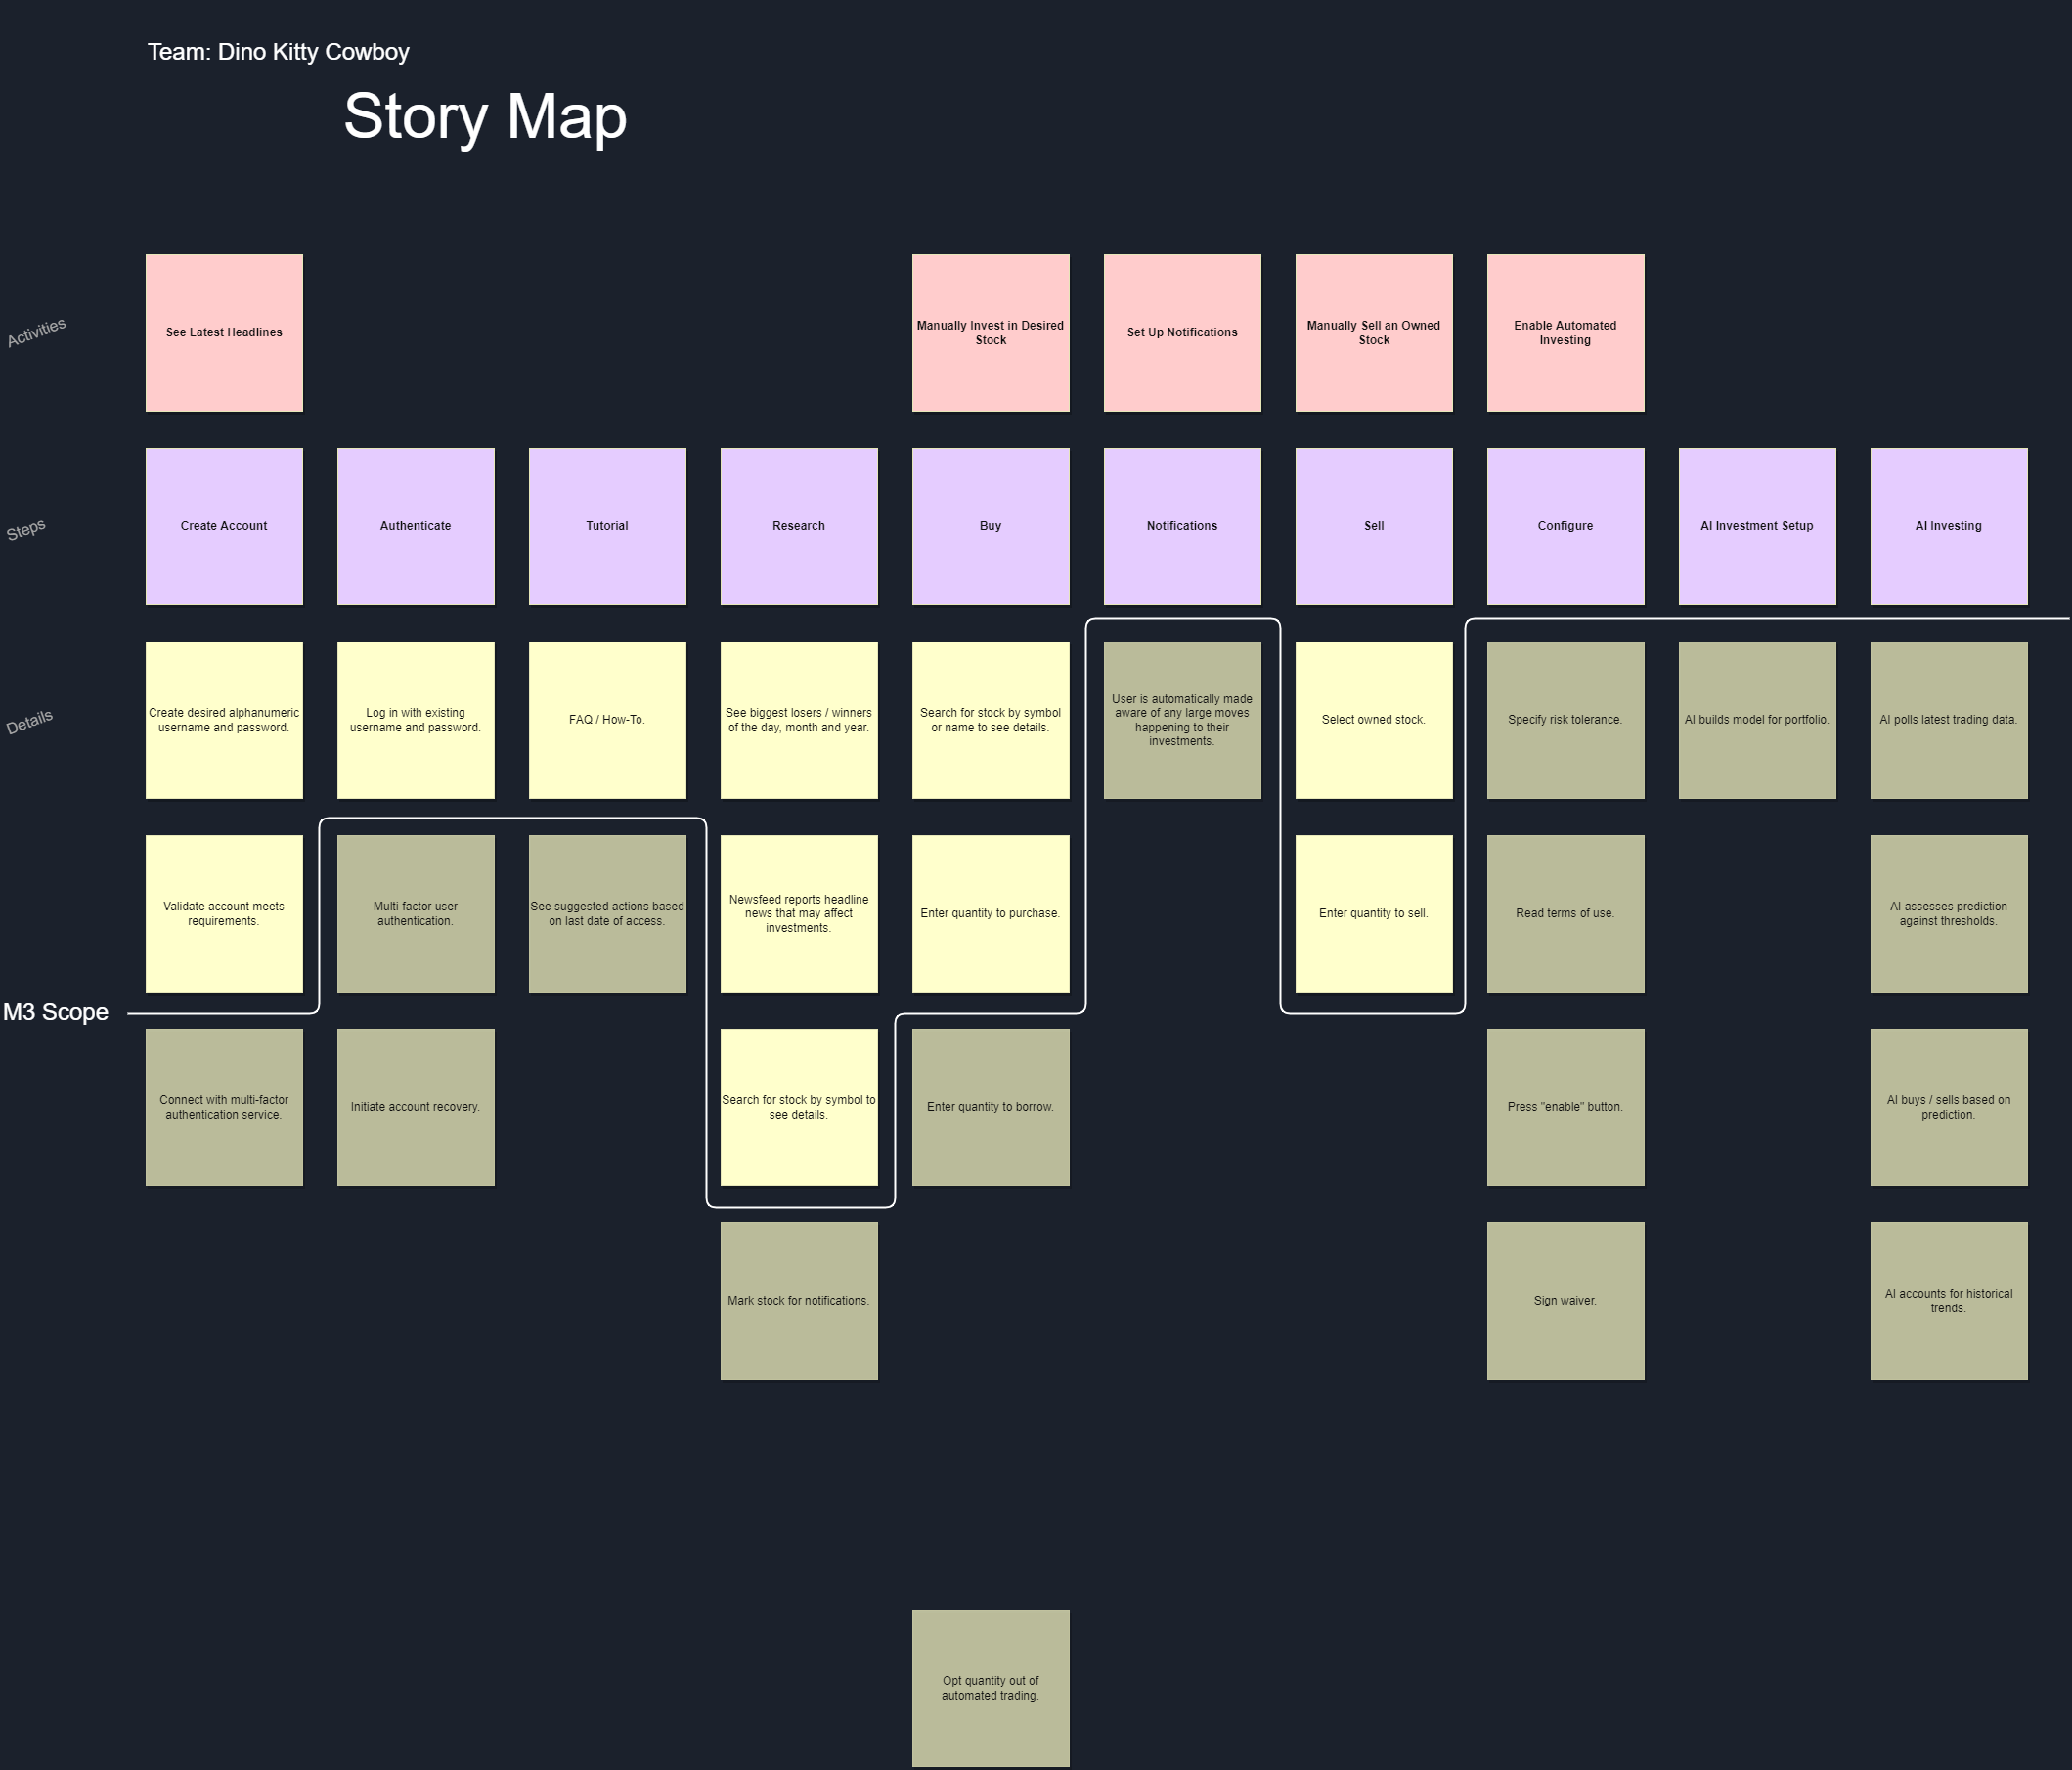 Team: Dino Kitty Cowboy
Story Map
Activities
See Latest Headlines
Manually Invest in Desired
Stock
Set Up Notifications
Manually Sell an Owned
Stock
Enable Automated
Investing
Steps
Create Account
Authenticate
Tutorial
Research
Buy
Notifications
Sell
Configure
AI Investment Setup
AI Investing
Details
Create desired alphanumeric
username and password.
Log in with existing
username and password.
FAQ / How-To.
See biggest losers / winners
of the day, month and year.
Search for stock by symbol
or name to see details.
User is automatically made
aware of any large moves
happening to their
investments.
Select owned stock.
Specify risk tolerance.
AI builds model for portfolio.
AI polls latest trading data.
Validate account meets
requirements.
Multi-factor user
authentication.
See suggested actions based
on last date of access.
Newsfeed reports headline
news that may affect
investments.
Enter quantity to purchase.
Enter quantity to sell.
Read terms of use.
AI assesses prediction
against thresholds.
M3 Scope
Connect with multi-factor
authentication service.
Initiate account recovery.
Search for stock by symbol to
see details.
Enter quantity to borrow.
Press "enable" button.
AI buys / sells based on
prediction.
Mark stock for notifications.
Sign waiver.
AI accounts for historical
trends.
Opt quantity out of
automated trading.